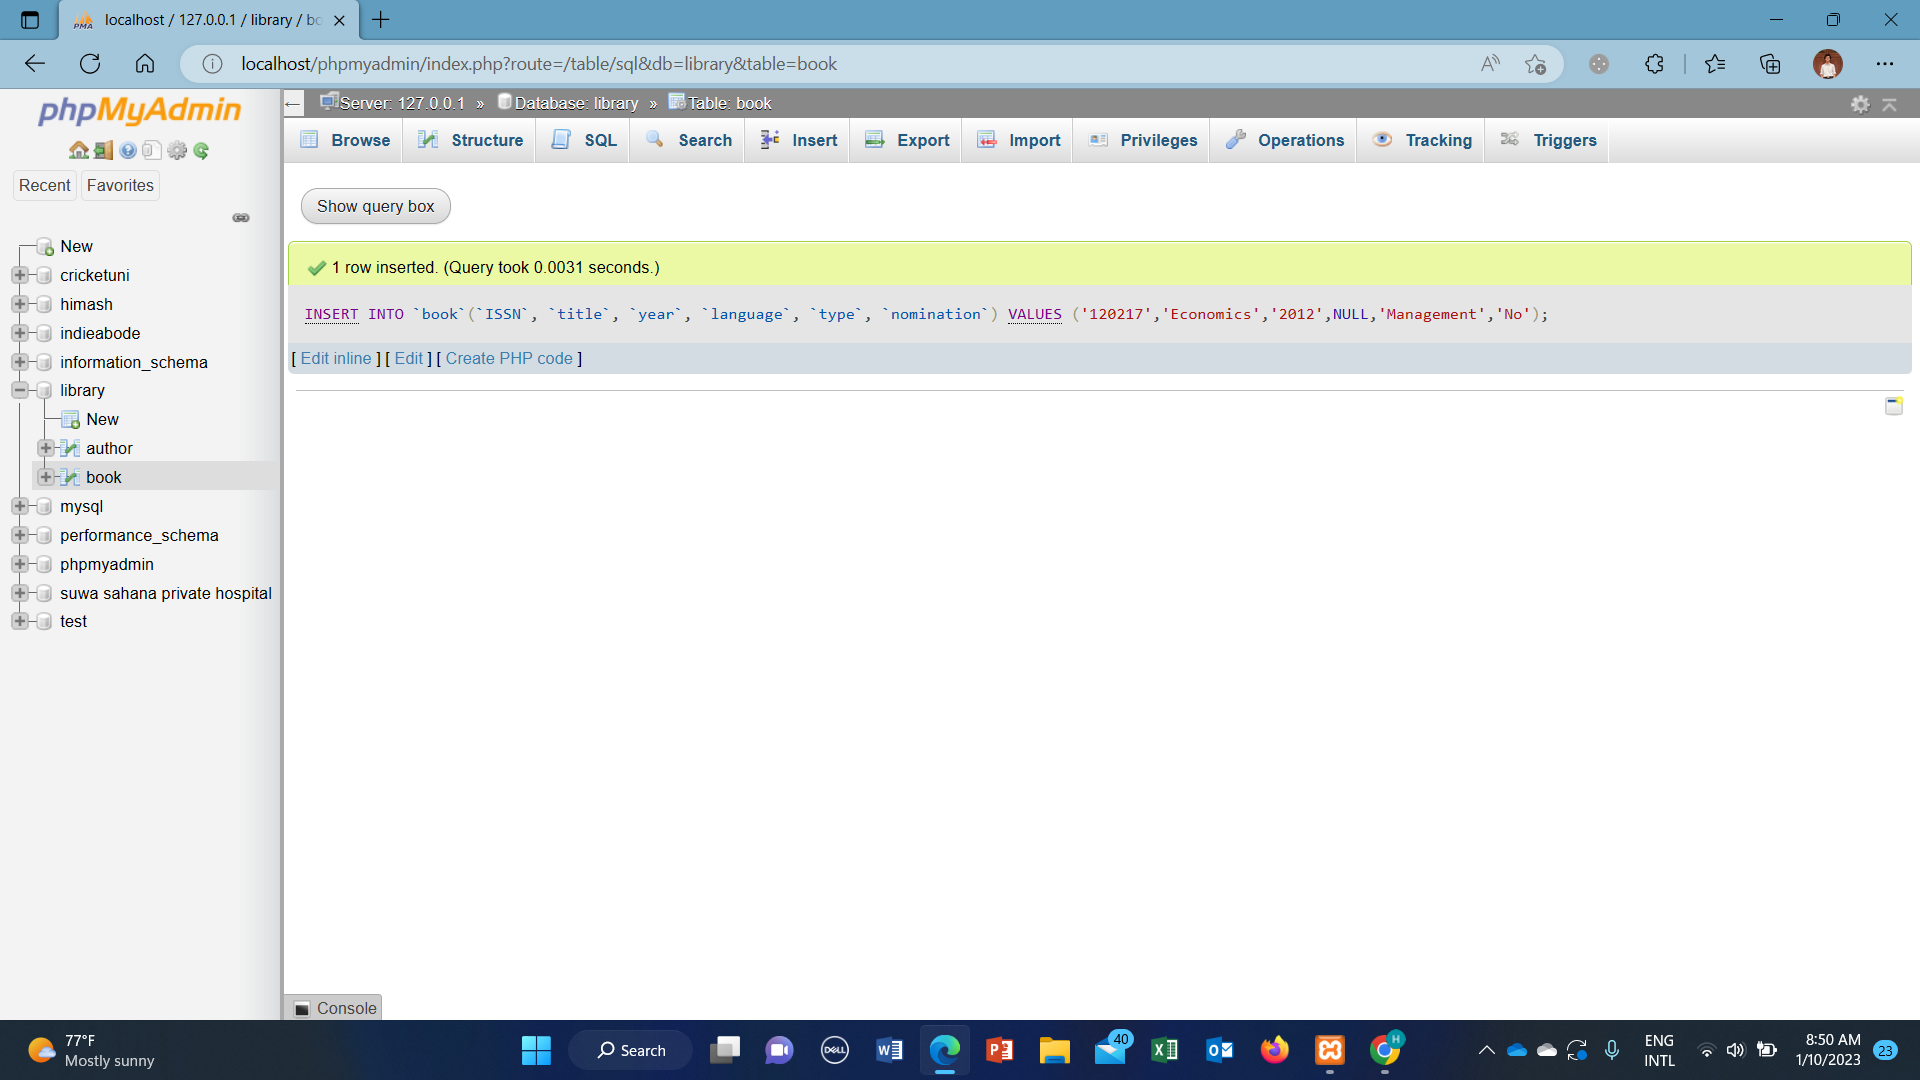 localhost / 127.0.0.1 / library / bo
localhost/phpmyadmin/index.php?route=/table/sql&db=library&table=book
phpMyAdmin
Recent
Favorites
New
cricketuni
himash
indieabode
information_schema
library
New
author
book
mysql
performance_schema
phpmyadmin
suwa sahana private hospital
test
Server: 127.0.0.1 » Database: library » Table: book
Browse
Structure
SQL
Search
Insert
Export
Import
Privileges
Operations
Tracking
Triggers
Show query box
1 row inserted. (Query took 0.0031 seconds.)
INSERT INTO `book`(`ISSN`, `title`, `year`, `language`, `type`, `nomination`) VALUES ('120217','Economics','2012',NULL,'Management','No');
[ Edit inline ] [ Edit ] [ Create PHP code ]
Console
77°F
Mostly sunny
Search
DELL
40
H
ENG
INTL
8:50 AM
1/10/2023
23